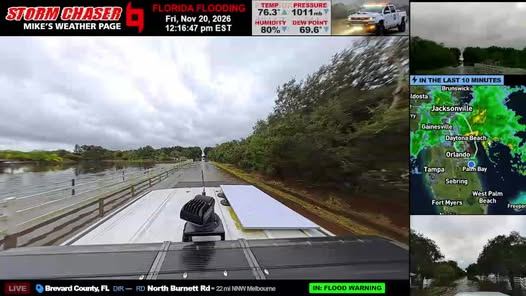 STORM CHASER
MIKE'S WEATHER PAGE
FLORIDA FLOODING
Fri, Nov 20, 2026
12:16:47 pm EST
TEMP PRESSURE
76.3° 1011mb
HUMIDITY DEW POINT
80% 69.6°
IN THE LAST 10 MINUTES
Brunswick
Jacksonville
Gainesville
Daytona Beach
Orlando
Tampa
Palm Bay
Sebring
West Palm Beach
Fort Myers
LIVE
Brevard County, FL DIR — RD North Burnett Rd • 22 mi NNW Melbourne
IN: FLOOD WARNING